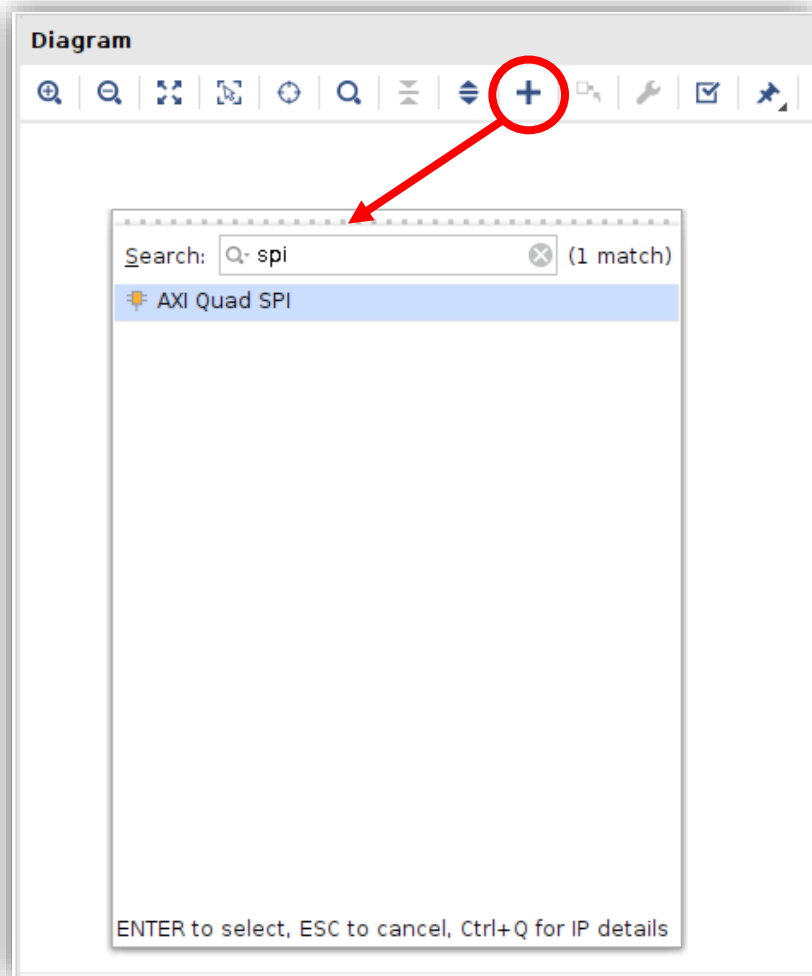 Diagram
Search: spi (1 match)
AXI Quad SPI
ENTER to select, ESC to cancel, Ctrl+Q for IP details